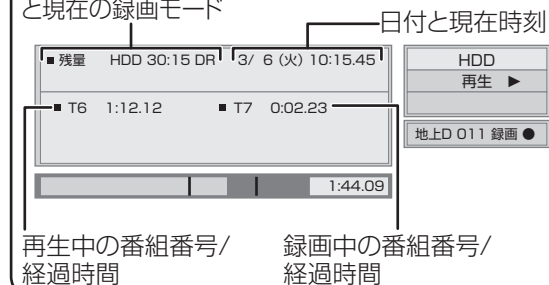 と現在の録画モード
日付と現在時刻
■ 残量 HDD 30:15 DR 3/ 6 (火) 10:15.45
HDD
再生 ▶
■ T6 1:12.12 ■ T7 0:02.23
地上D 011 録画 ●
1:44.09
再生中の番組番号/
経過時間
録画中の番組番号/
経過時間